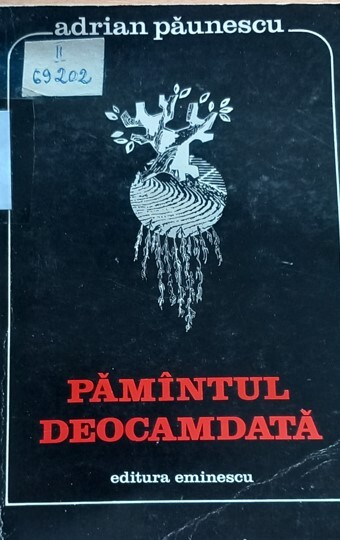 adrian păunescu
II
69202
PĂMÎNTUL
DEOCAMDATĂ
editura eminescu